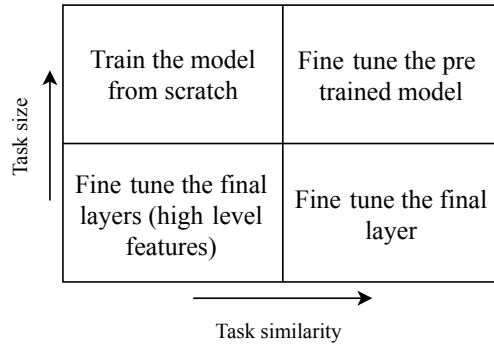 Train the model
from scratch
Fine tune the pre
trained model
Task size
Fine tune the final
layers (high level
features)
Fine tune the final
layer
Task similarity